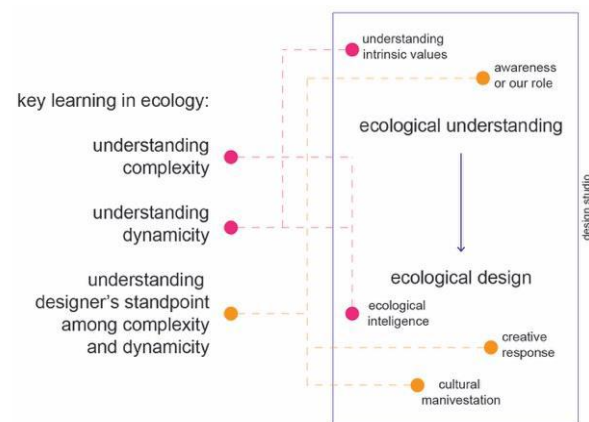 key learning in ecology:
understanding
complexity
understanding
dynamicity
understanding
designer's standpoint
among complexity
and dynamicity
understanding
intrinsic values
awareness
or our role
ecological understanding
ecological design
ecological
inteligence
creative
response
cultural
manivestation
design studio